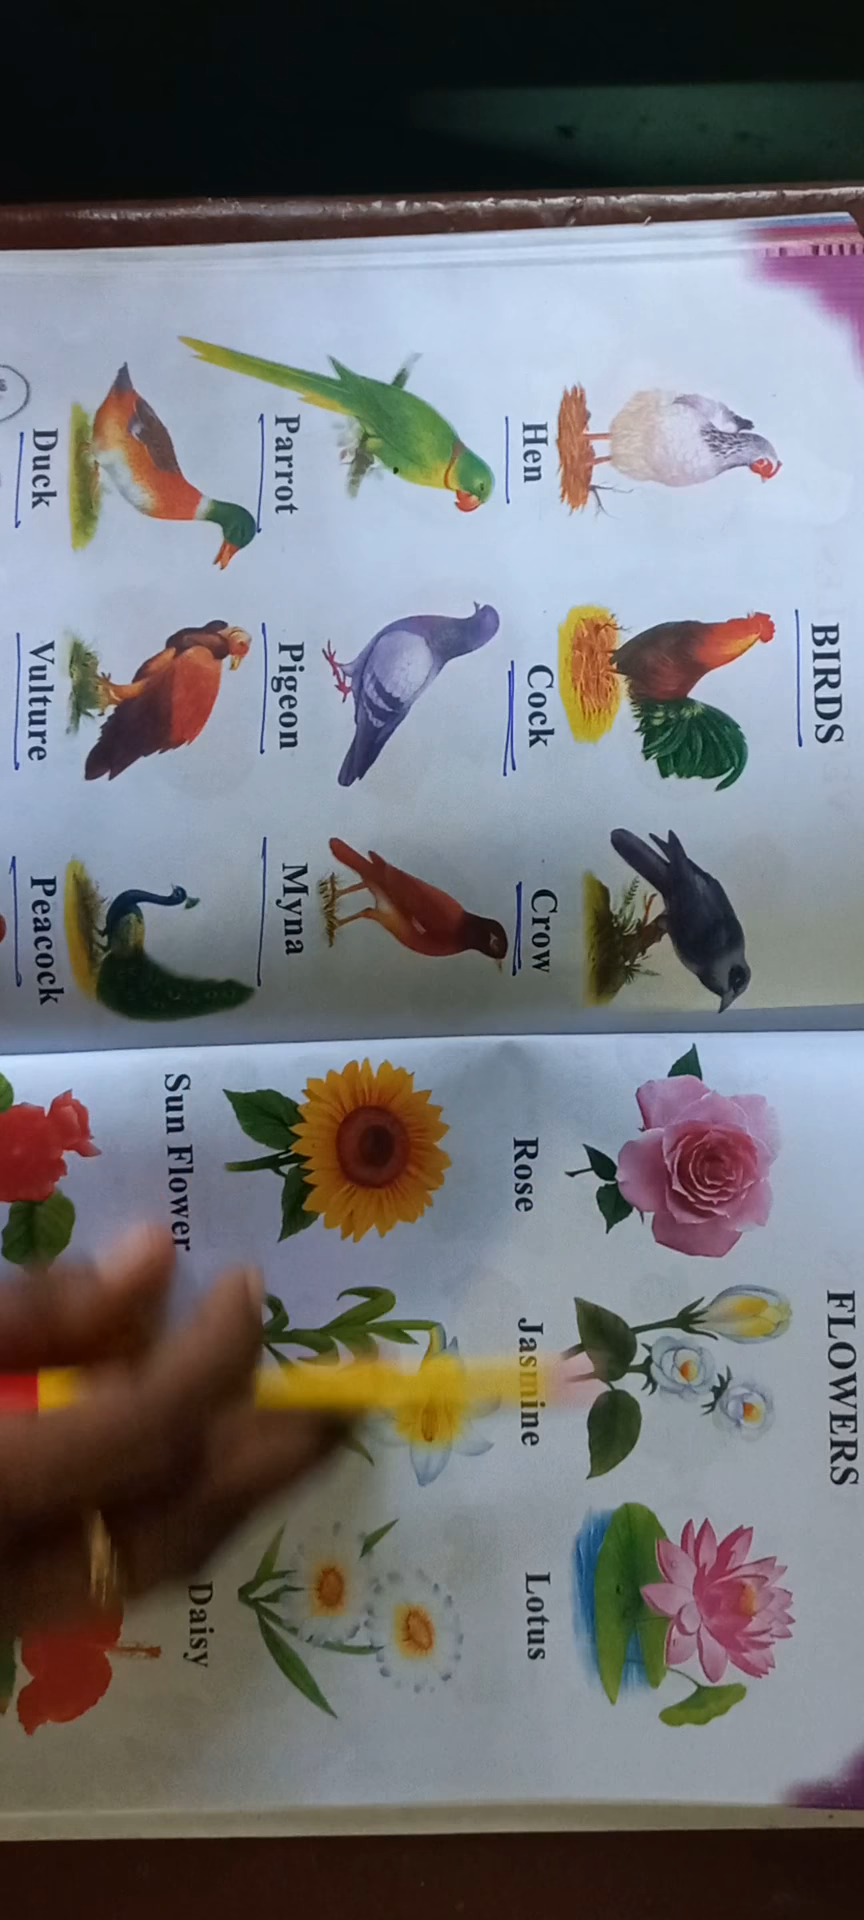 BIRDS
Hen Cock Crow
Parrot Pigeon Myna
Duck Vulture Peacock
FLOWERS
Rose Jasmine Lotus
Sun Flower Daisy